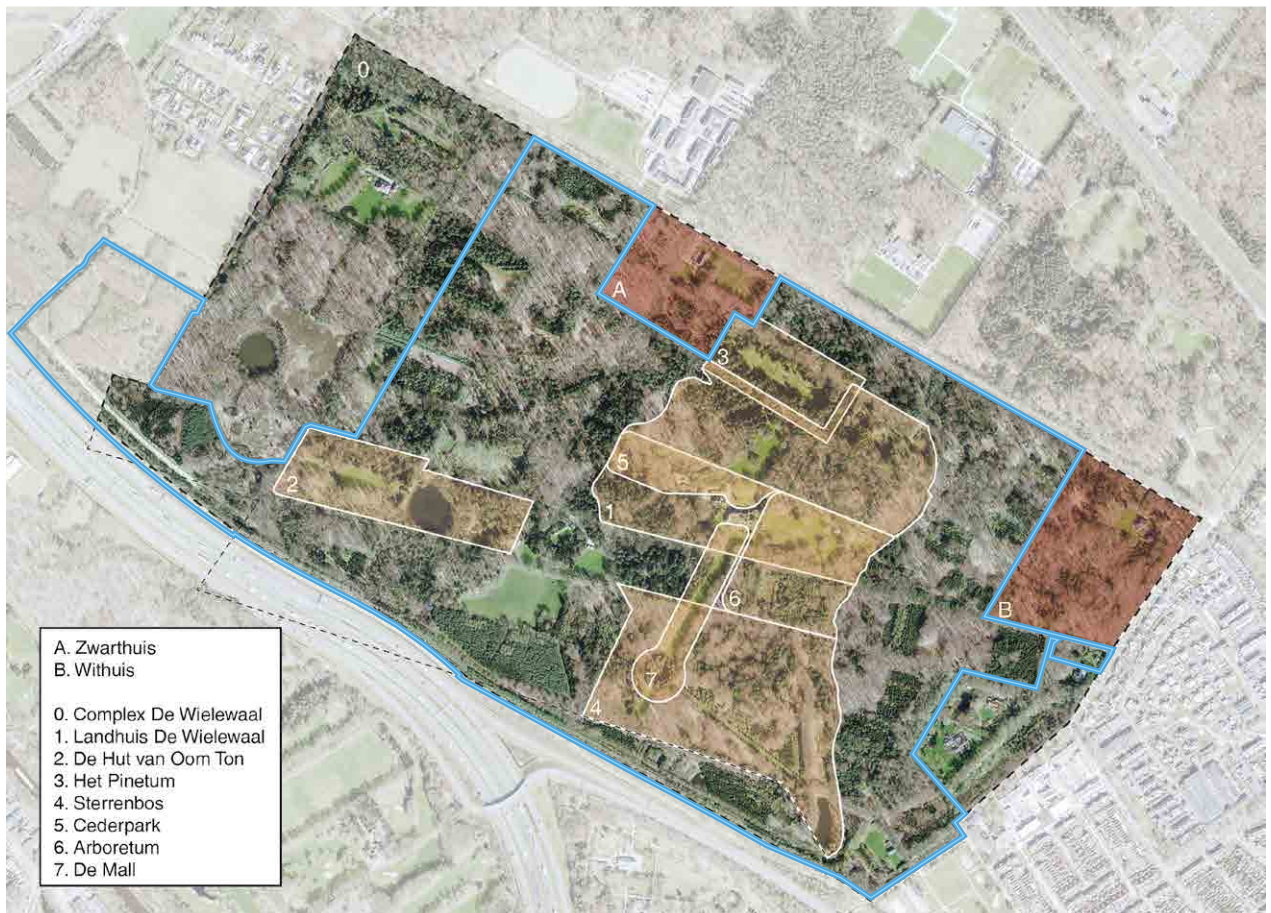 0
A
3
5
2
1
6
B
7
4
A. Zwarthuis
B. Withuis
0. Complex De Wielewaal
1. Landhuis De Wielewaal
2. De Hut van Oom Ton
3. Het Pinetum
4. Sterrenbos
5. Cederpark
6. Arboretum
7. De Mall